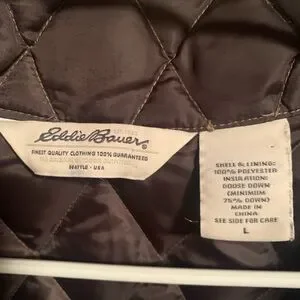 Eddie Bauer®
FINEST QUALITY CLOTHING 100% GUARANTEED
SEATTLE - USA
SHELL & LINING:
100% POLYESTER
INSULATION:
GOOSE DOWN
(MINIMUM
75% DOWN)
MADE IN
CHINA
SEE SIDE FOR CARE
L